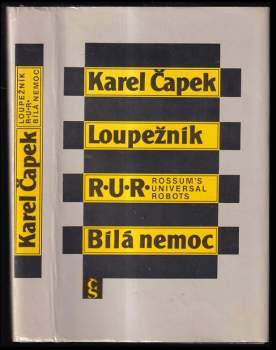 Karel Čapek
LOUPEŽNÍK
R·U·R·
BÍLÁ NEMOC
Karel Čapek
Loupežník
R·U·R· ROSSUM'S
UNIVERSAL
ROBOTS
Bílá nemoc
čs